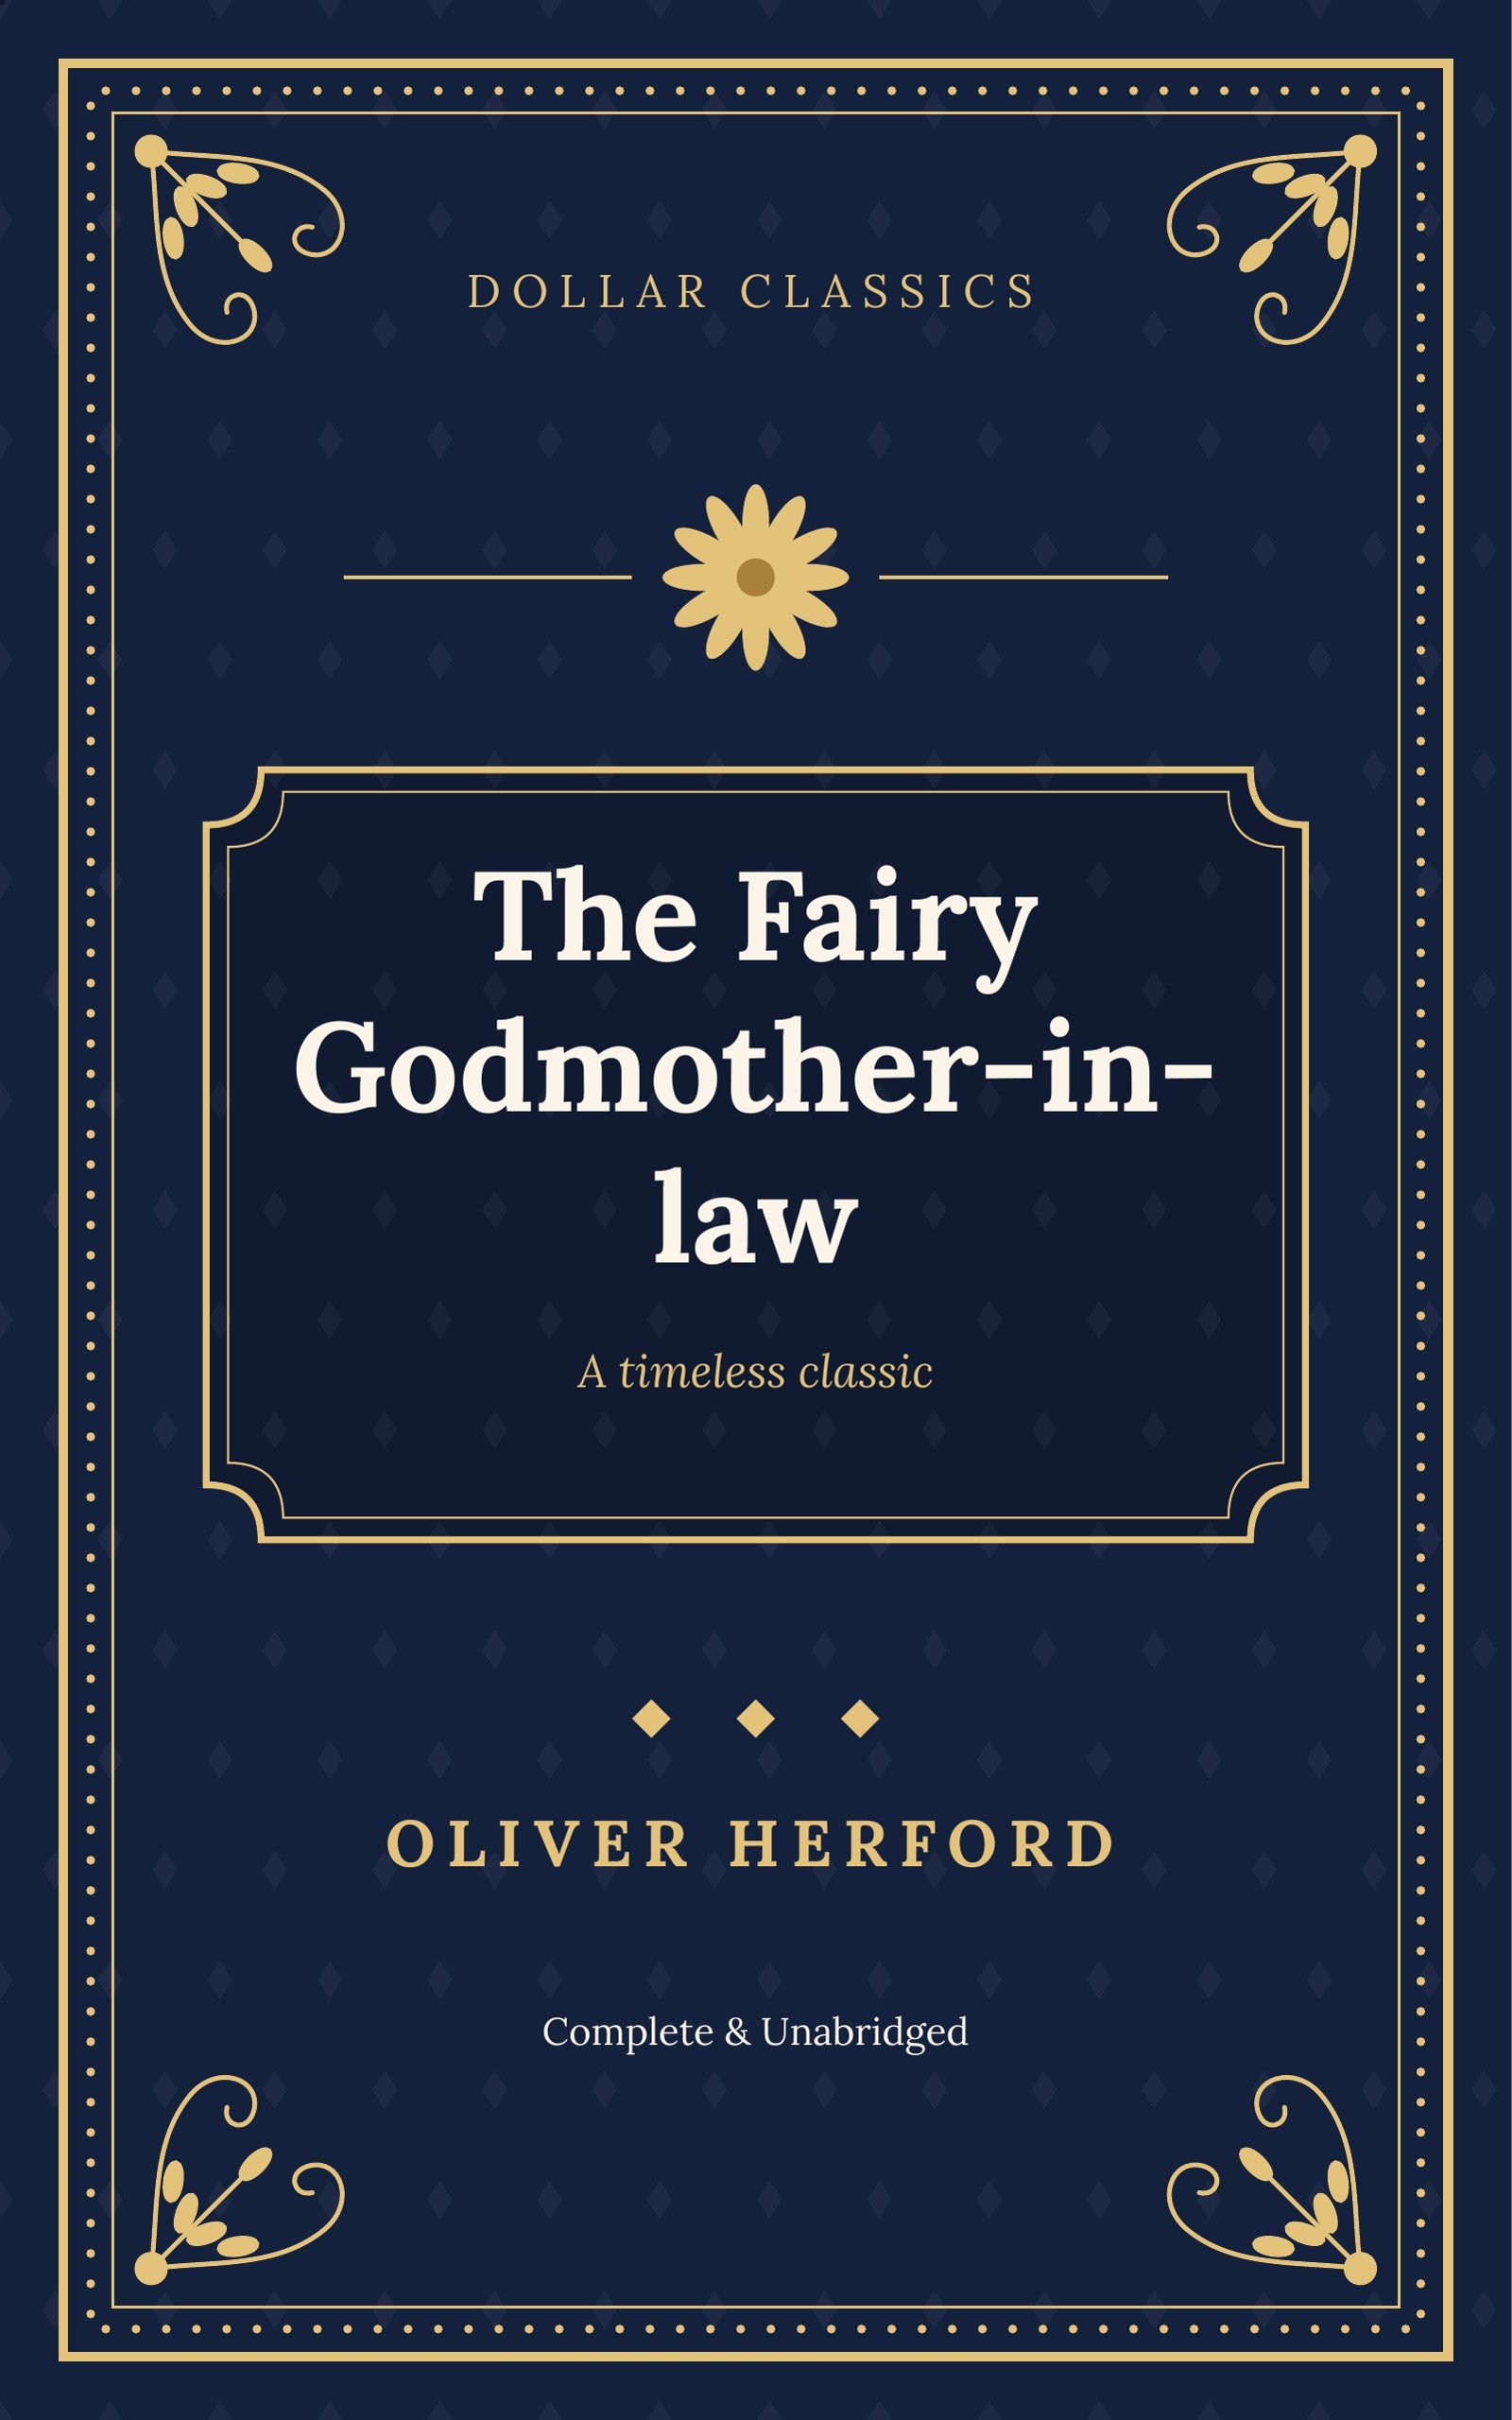 DOLLAR CLASSICS
The Fairy
Godmother-in-
law
A timeless classic
OLIVER HERFORD
Complete & Unabridged